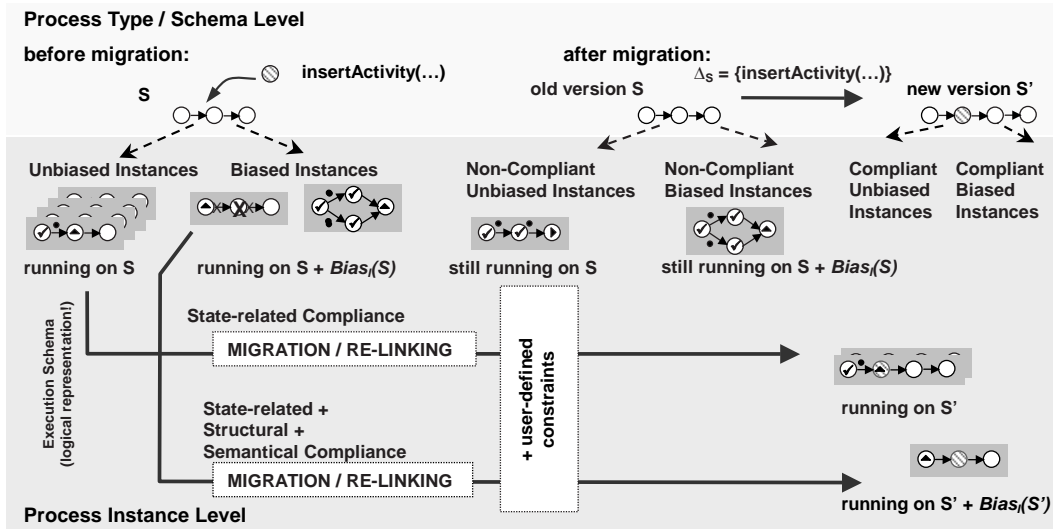 Process Type / Schema Level
before migration:
after migration:
insertActivity(…)
S
old version S
ΔS = {insertActivity(…)}
new version S’
Unbiased Instances
Biased Instances
Non-Compliant
Unbiased Instances
Non-Compliant
Biased Instances
Compliant
Unbiased
Instances
Compliant
Biased
Instances
X
running on S
running on S + BiasI(S)
still running on S
still running on S + BiasI(S)
State-related Compliance
MIGRATION / RE-LINKING
Execution Schema
(logical representation!)
+ user-defined
constraints
running on S’
State-related +
Structural +
Semantical Compliance
MIGRATION / RE-LINKING
running on S’ + BiasI(S’)
Process Instance Level